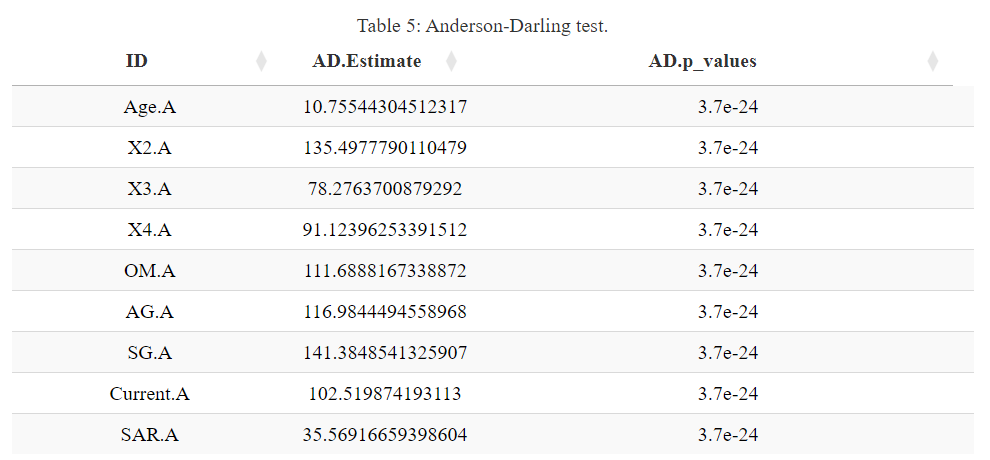 Table 5: Anderson-Darling test.
ID AD.Estimate AD.p_values
Age.A 10.75544304512317 3.7e-24
X2.A 135.4977790110479 3.7e-24
X3.A 78.2763700879292 3.7e-24
X4.A 91.12396253391512 3.7e-24
OM.A 111.6888167338872 3.7e-24
AG.A 116.9844494558968 3.7e-24
SG.A 141.3848541325907 3.7e-24
Current.A 102.519874193113 3.7e-24
SAR.A 35.56916659398604 3.7e-24